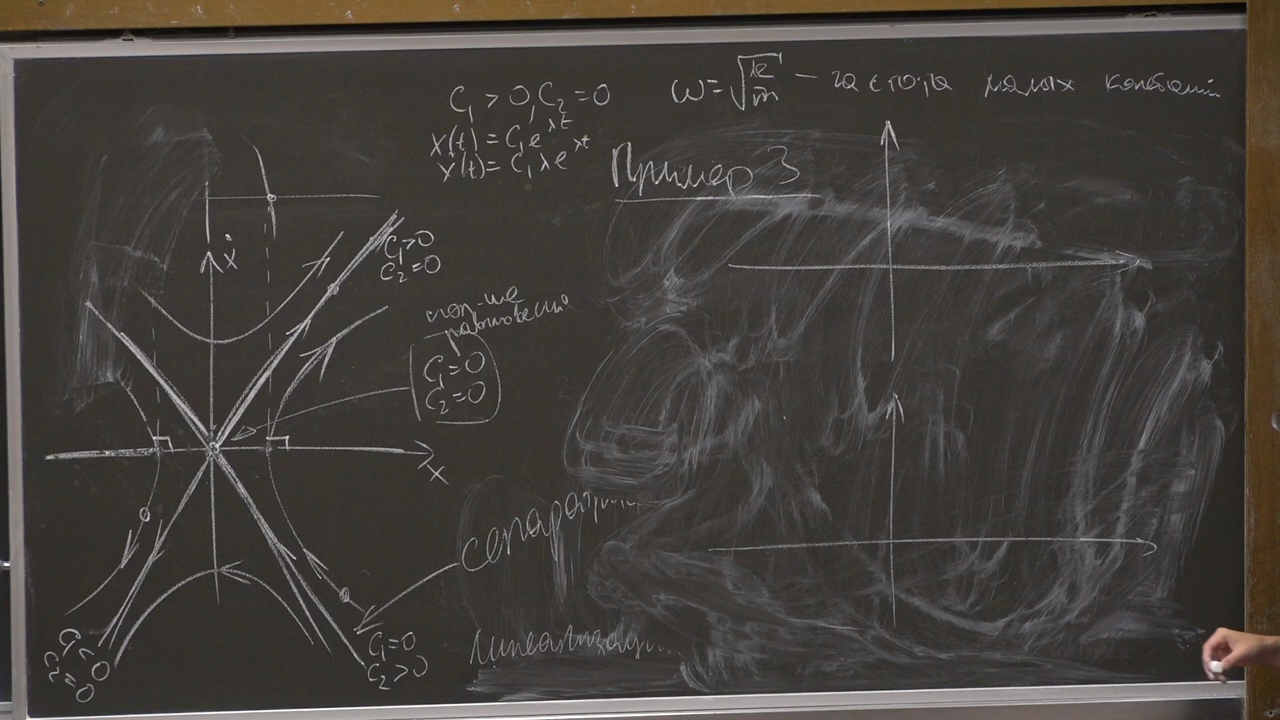 C₁ > 0, C₂ = 0
x(t) = C₁e^λt
y(t) = C₁λe^λt
ω = √(k/m) – частота малых колебаний
Пример 3
ẋ
C₁>0
C₂=0
пол-ие
равновесия
C₁=0
C₂=0
x
сепаратрисы
C₁<0
C₂=0
C₁=0
C₂>0
Линеаризац